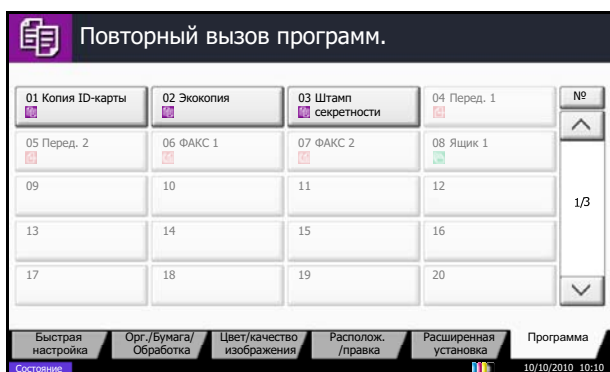 Повторный вызов программ.
01 Копия ID-карты
02 Экокопия
03 Штамп
секретности
04 Перед. 1
№
05 Перед. 2
06 ФАКС 1
07 ФАКС 2
08 Ящик 1
09
10
11
12
1/3
13
14
15
16
17
18
19
20
Быстрая
настройка
Орг./Бумага/
Обработка
Цвет/качество
изображения
Располож.
/правка
Расширенная
установка
Программа
Состояние
10/10/2010 10:10